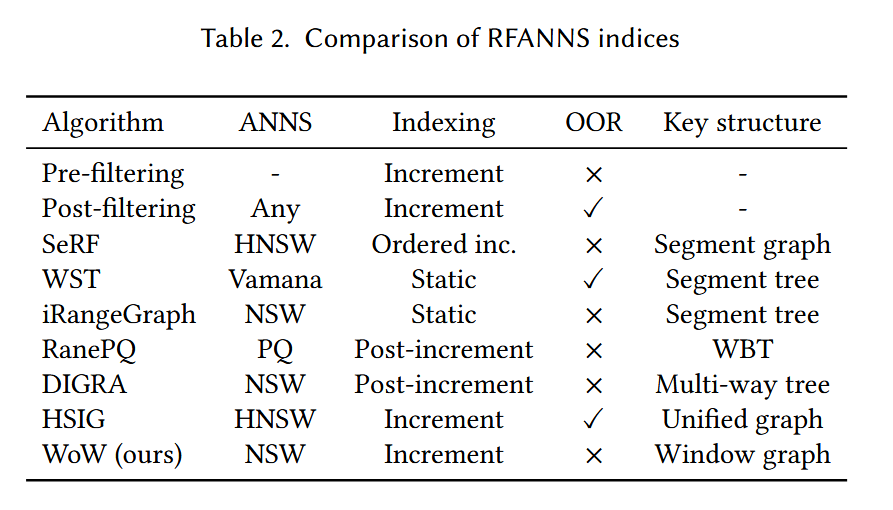 Table 2. Comparison of RFANNS indices
Algorithm ANNS Indexing OOR Key structure
Pre-filtering - Increment × -
Post-filtering Any Increment ✓ -
SeRF HNSW Ordered inc. × Segment graph
WST Vamana Static ✓ Segment tree
iRangeGraph NSW Static × Segment tree
RanePQ PQ Post-increment × WBT
DIGRA NSW Post-increment × Multi-way tree
HSIG HNSW Increment ✓ Unified graph
WoW (ours) NSW Increment × Window graph